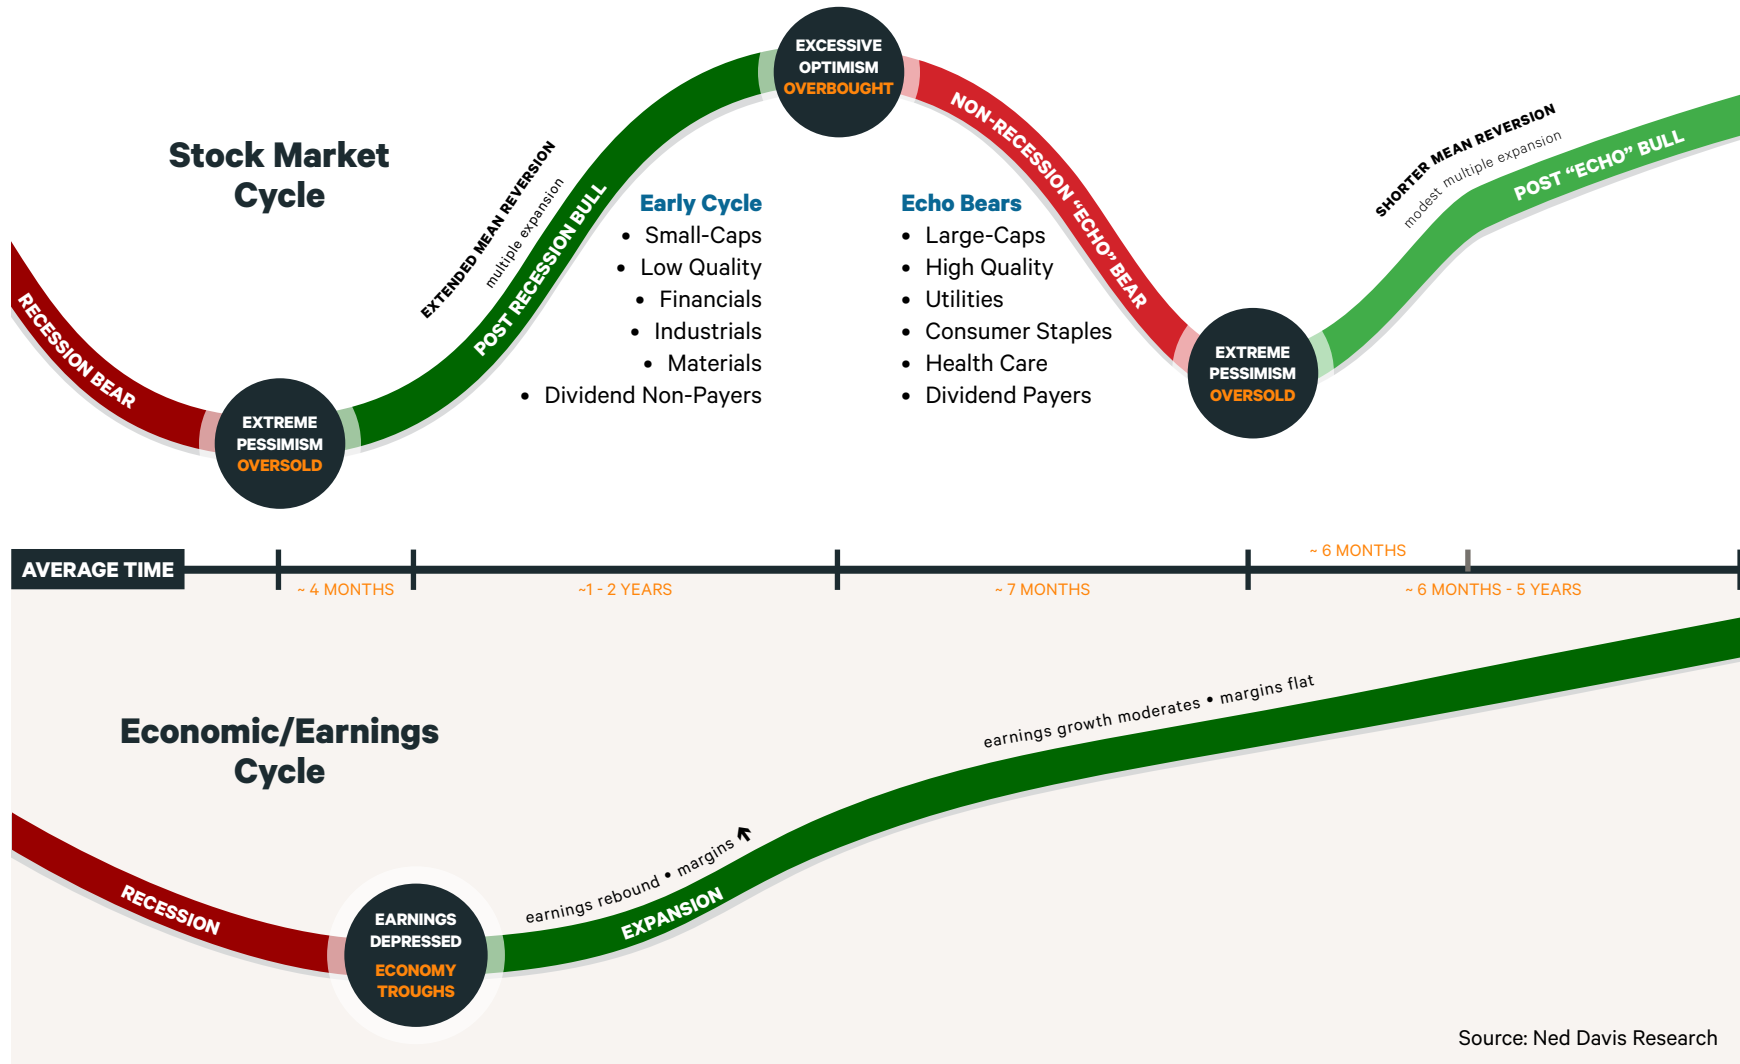 Stock Market
Cycle
RECESSION BEAR
EXTREME
PESSIMISM
OVERSOLD
EXTENDED MEAN REVERSION
multiple expansion
POST RECESSION BULL
EXCESSIVE
OPTIMISM
OVERBOUGHT
Early Cycle
• Small-Caps
• Low Quality
• Financials
• Industrials
• Materials
• Dividend Non-Payers
Echo Bears
• Large-Caps
• High Quality
• Utilities
• Consumer Staples
• Health Care
• Dividend Payers
NON-RECESSION “ECHO” BEAR
EXTREME
PESSIMISM
OVERSOLD
SHORTER MEAN REVERSION
modest multiple expansion
POST “ECHO” BULL
AVERAGE TIME
~ 4 MONTHS
~1 - 2 YEARS
~ 7 MONTHS
~ 6 MONTHS
~ 6 MONTHS - 5 YEARS
Economic/Earnings
Cycle
RECESSION
EARNINGS
DEPRESSED
ECONOMY
TROUGHS
earnings rebound • margins
EXPANSION
earnings growth moderates • margins flat
Source: Ned Davis Research